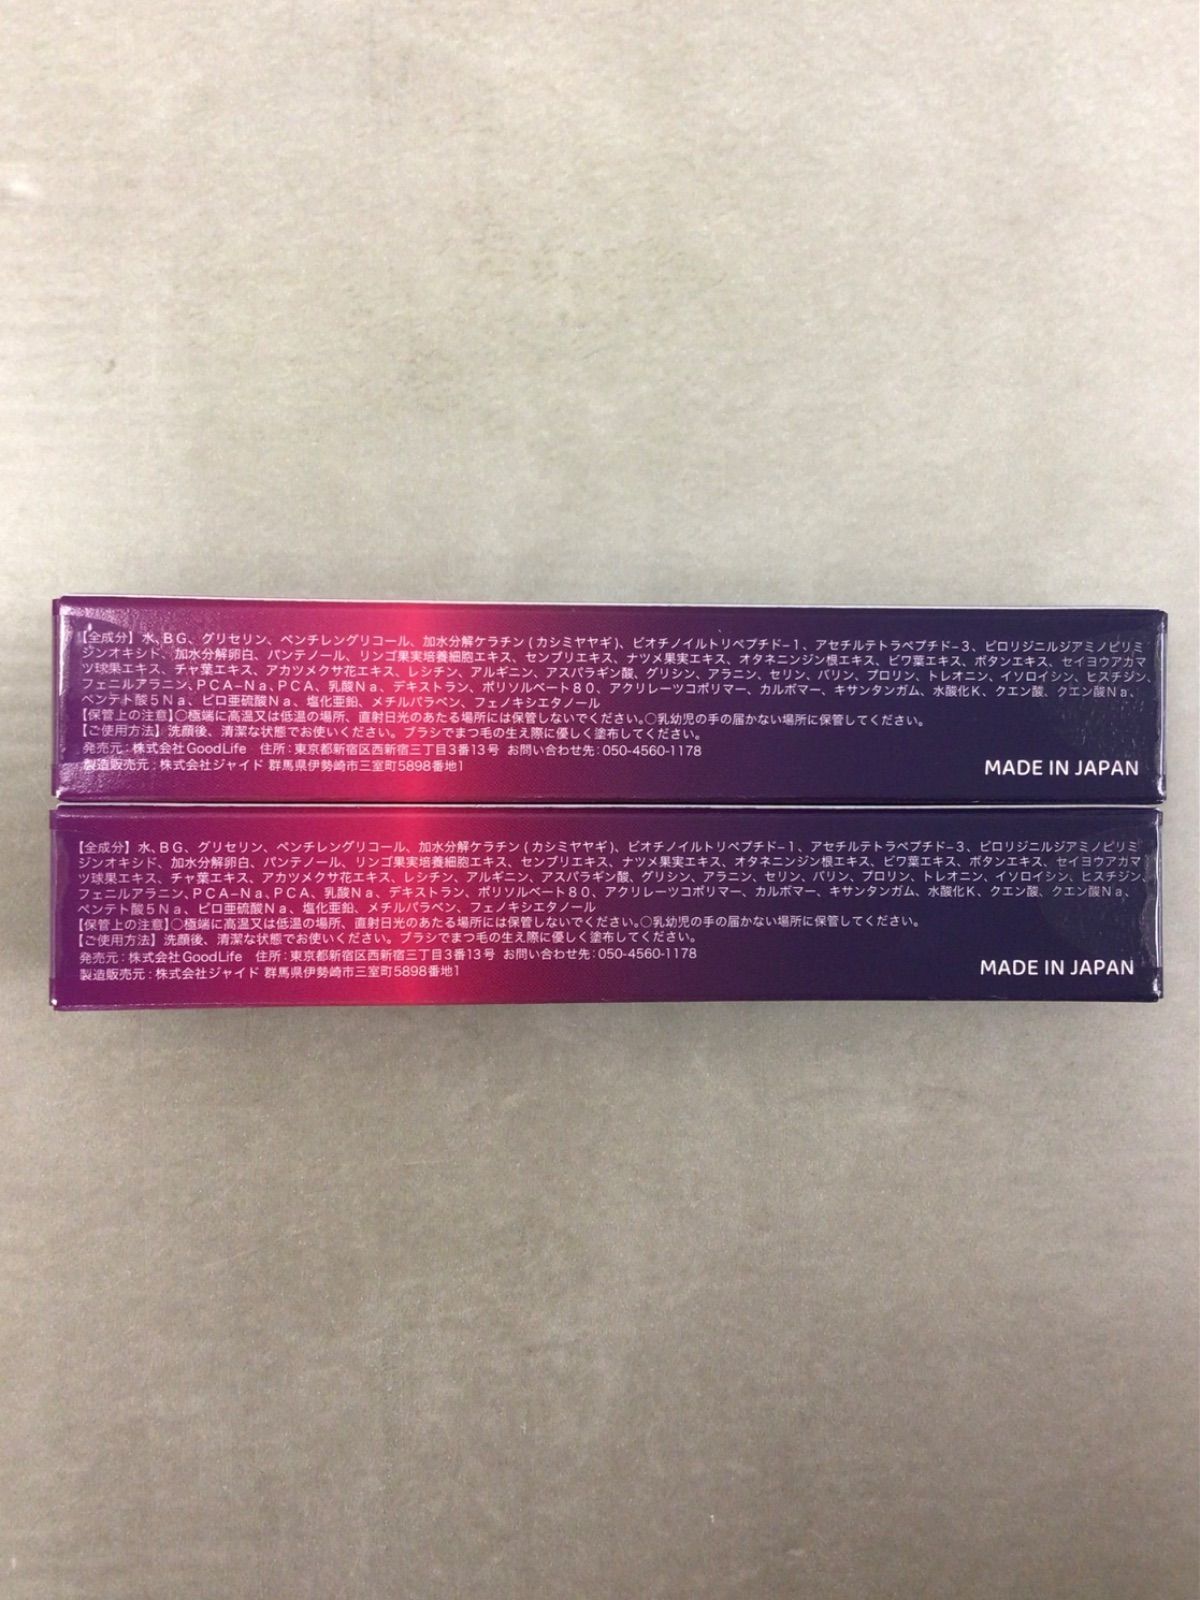 【全成分】水、BG、グリセリン、ペンチレングリコール、加水分解ケラチン(カシミヤヤギ)、ビオチノイルトリペプチド-1、アセチルテトラペプチド-3、ピロリジニルジアミノピリミ
ジンオキシド、加水分解卵白、パンテノール、リンゴ果実培養細胞エキス、センブリエキス、ナツメ果実エキス、オタネニンジン根エキス、ビワ葉エキス、ボタンエキス、セイヨウアカマ
ツ球果エキス、チャ葉エキス、アカツメクサ花エキス、レシチン、アルギニン、アスパラギン酸、グリシン、アラニン、セリン、バリン、プロリン、トレオニン、イソロイシン、ヒスチジン、
フェニルアラニン、PCA-Na、PCA、乳酸Na、デキストラン、ポリソルベート80、アクリレーツコポリマー、カルボマー、キサンタンガム、水酸化K、クエン酸、クエン酸Na、
ペンテト酸5Na、ピロ亜硫酸Na、塩化亜鉛、メチルパラベン、フェノキシエタノール
【保管上の注意】○極端に高温又は低温の場所、直射日光のあたる場所には保管しないでください。○乳幼児の手の届かない場所に保管してください。
【ご使用方法】洗顔後、清潔な状態でお使いください。ブラシでまつ毛の生え際に優しく塗布してください。
発売元：株式会社GoodLife 住所：東京都新宿区西新宿三丁目3番13号 お問い合わせ先：050-4560-1178
製造販売元：株式会社ジャイド 群馬県伊勢崎市三室町5898番地1
MADE IN JAPAN
【全成分】水、BG、グリセリン、ペンチレングリコール、加水分解ケラチン(カシミヤヤギ)、ビオチノイルトリペプチド-1、アセチルテトラペプチド-3、ピロリジニルジアミノピリミ
ジンオキシド、加水分解卵白、パンテノール、リンゴ果実培養細胞エキス、センブリエキス、ナツメ果実エキス、オタネニンジン根エキス、ビワ葉エキス、ボタンエキス、セイヨウアカマ
ツ球果エキス、チャ葉エキス、アカツメクサ花エキス、レシチン、アルギニン、アスパラギン酸、グリシン、アラニン、セリン、バリン、プロリン、トレオニン、イソロイシン、ヒスチジン、
フェニルアラニン、PCA-Na、PCA、乳酸Na、デキストラン、ポリソルベート80、アクリレーツコポリマー、カルボマー、キサンタンガム、水酸化K、クエン酸、クエン酸Na、
ペンテト酸5Na、ピロ亜硫酸Na、塩化亜鉛、メチルパラベン、フェノキシエタノール
【保管上の注意】○極端に高温又は低温の場所、直射日光のあたる場所には保管しないでください。○乳幼児の手の届かない場所に保管してください。
【ご使用方法】洗顔後、清潔な状態でお使いください。ブラシでまつ毛の生え際に優しく塗布してください。
発売元：株式会社GoodLife 住所：東京都新宿区西新宿三丁目3番13号 お問い合わせ先：050-4560-1178
製造販売元：株式会社ジャイド 群馬県伊勢崎市三室町5898番地1
MADE IN JAPAN